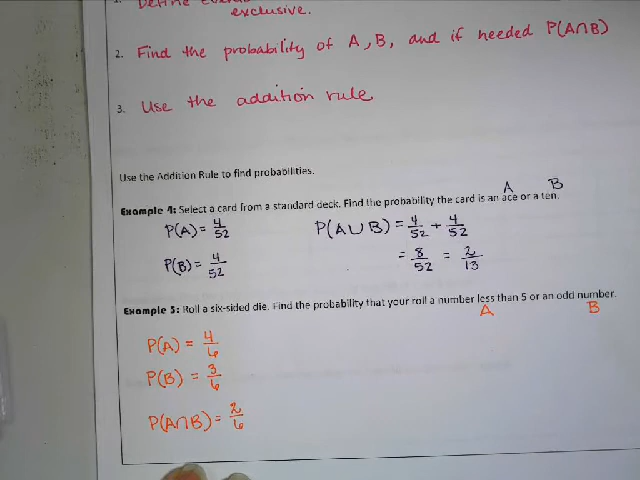 1. Define
exclusive.
2. Find the probability of A, B, and if needed P(A∩B)
3. Use the addition rule
Use the Addition Rule to find probabilities.
A B
Example 4: Select a card from a standard deck. Find the probability the card is an ace or a ten.
P(A) = 4/52 P(A∪B) = 4/52 + 4/52
P(B) = 4/52 = 8/52 = 2/13
Example 5: Roll a six-sided die. Find the probability that your roll a number less than 5 or an odd number.
A B
P(A) = 4/6
P(B) = 3/6
P(A∩B) = 2/6